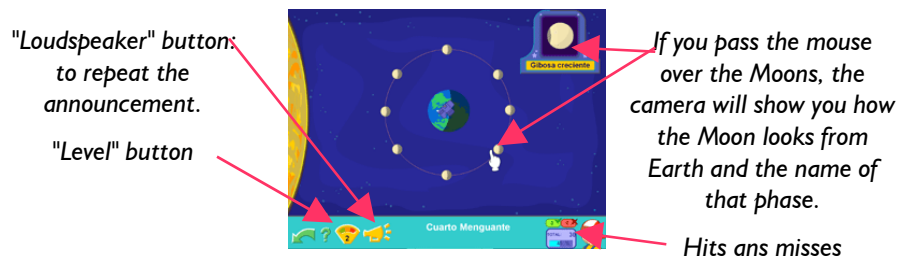 "Loudspeaker" button:
to repeat the
announcement.
"Level" button
Gibosa creciente
2
Cuarto Menguante
If you pass the mouse
over the Moons, the
camera will show you how
the Moon looks from
Earth and the name of
that phase.
Hits ans misses